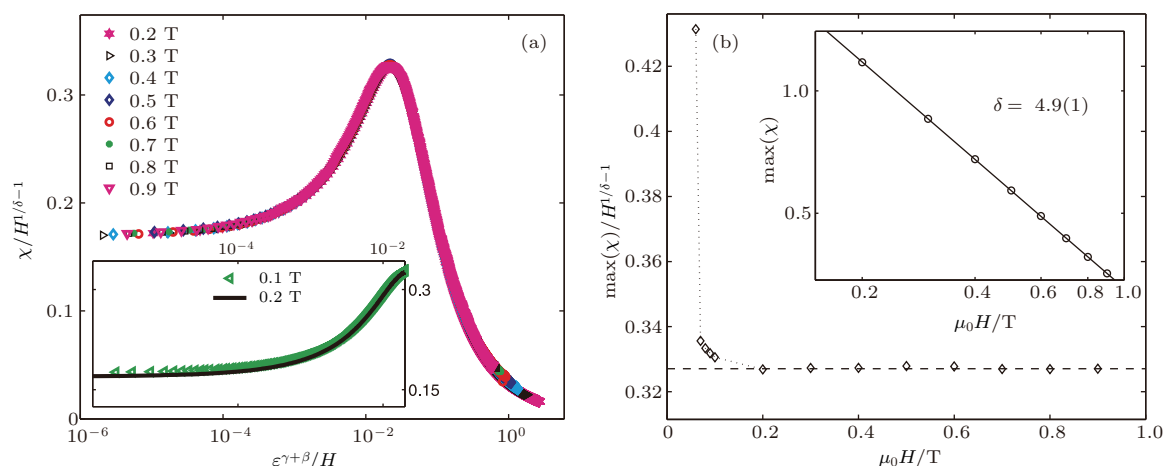 (a)
0.2 T
0.3 T
0.4 T
0.5 T
0.6 T
0.7 T
0.8 T
0.9 T
χ/H^{1/δ−1}
0.3
0.2
0.1
0
10^{−6}
10^{−4}
10^{−2}
10^{0}
ε^{γ+β}/H
10^{−4}
10^{−2}
0.1 T
0.2 T
0.3
0.15
(b)
max(χ)/H^{1/δ−1}
0.42
0.40
0.38
0.36
0.34
0.32
0
0.2
0.4
0.6
0.8
1.0
μ₀H/T
δ = 4.9(1)
max(χ)
1.0
0.5
0.2
0.4
0.6
0.8
1.0
μ₀H/T